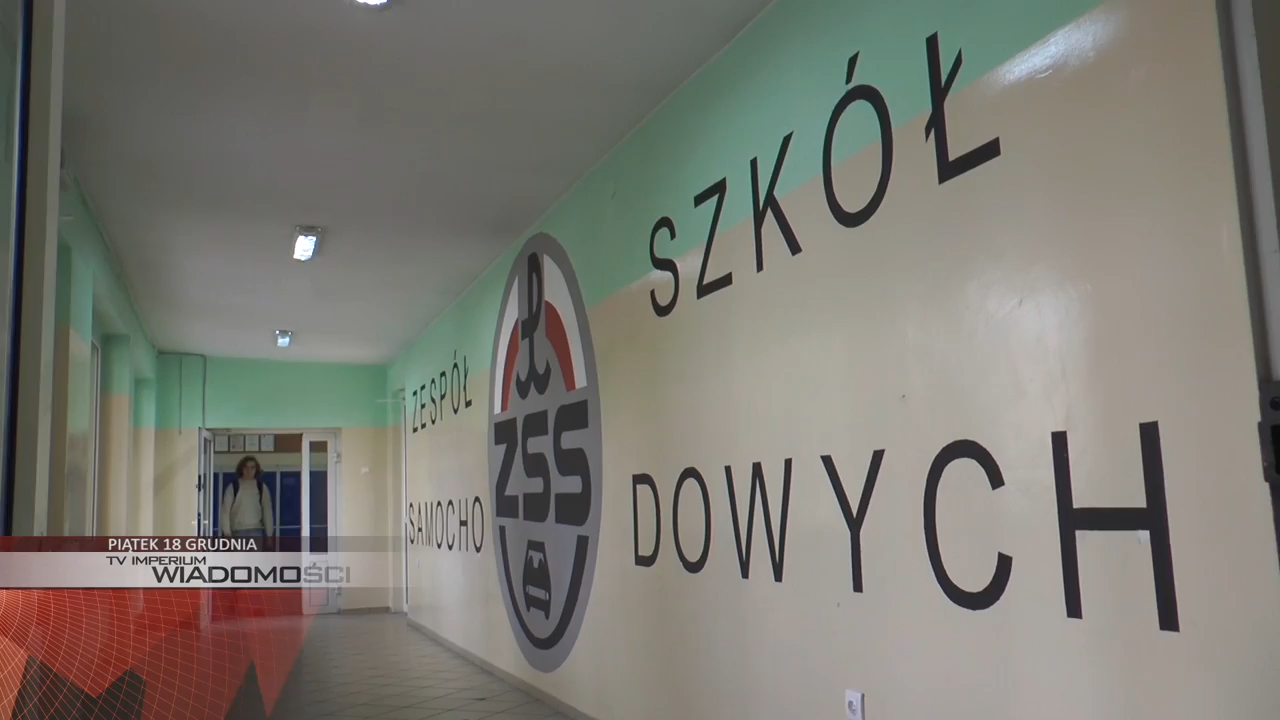 ZESPÓŁ SZKÓŁ
ZSS
SAMOCHO DOWYCH
PIĄTEK 18 GRUDNIA
TV IMPERIUM
WIADOMOŚCI